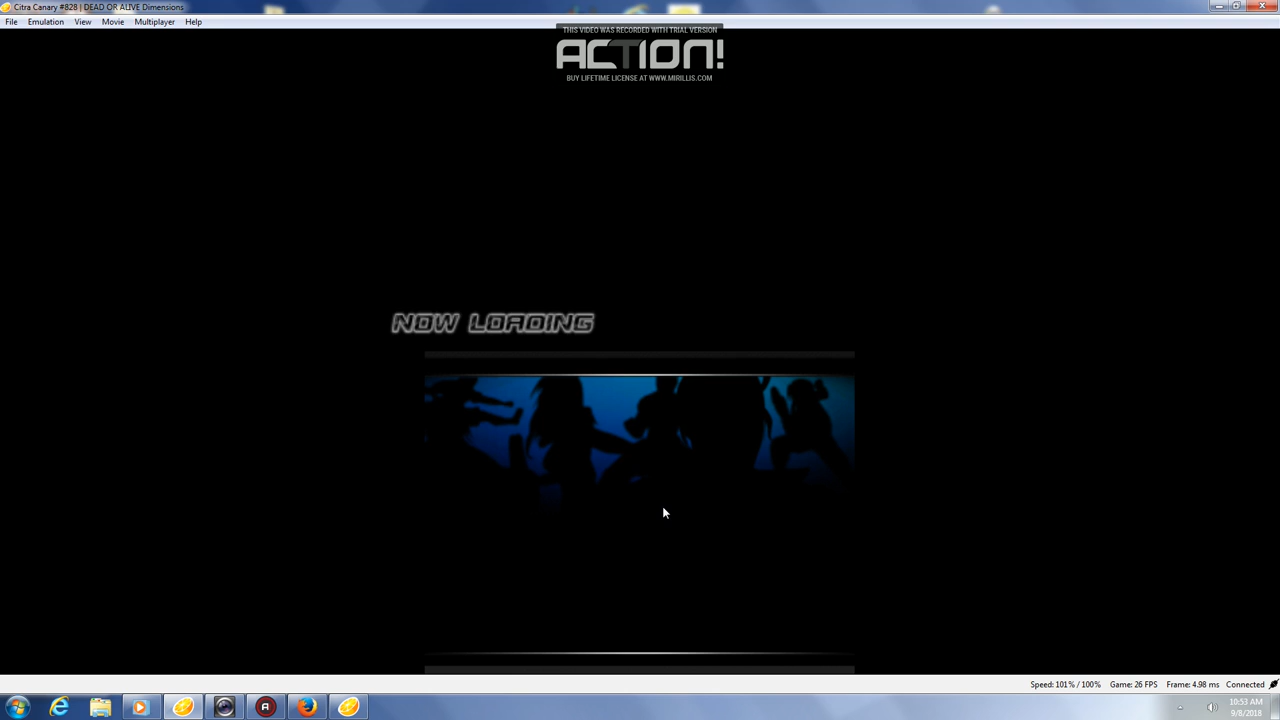 Citra Canary #828 | DEAD OR ALIVE Dimensions
File Emulation View Movie Multiplayer Help
THIS VIDEO WAS RECORDED WITH TRIAL VERSION
ACTION!
BUY LIFETIME LICENSE AT WWW.MIRILLIS.COM
NOW LOADING
Speed: 101% / 100% Game: 26 FPS Frame: 4.98 ms Connected
10:53 AM
9/8/2018